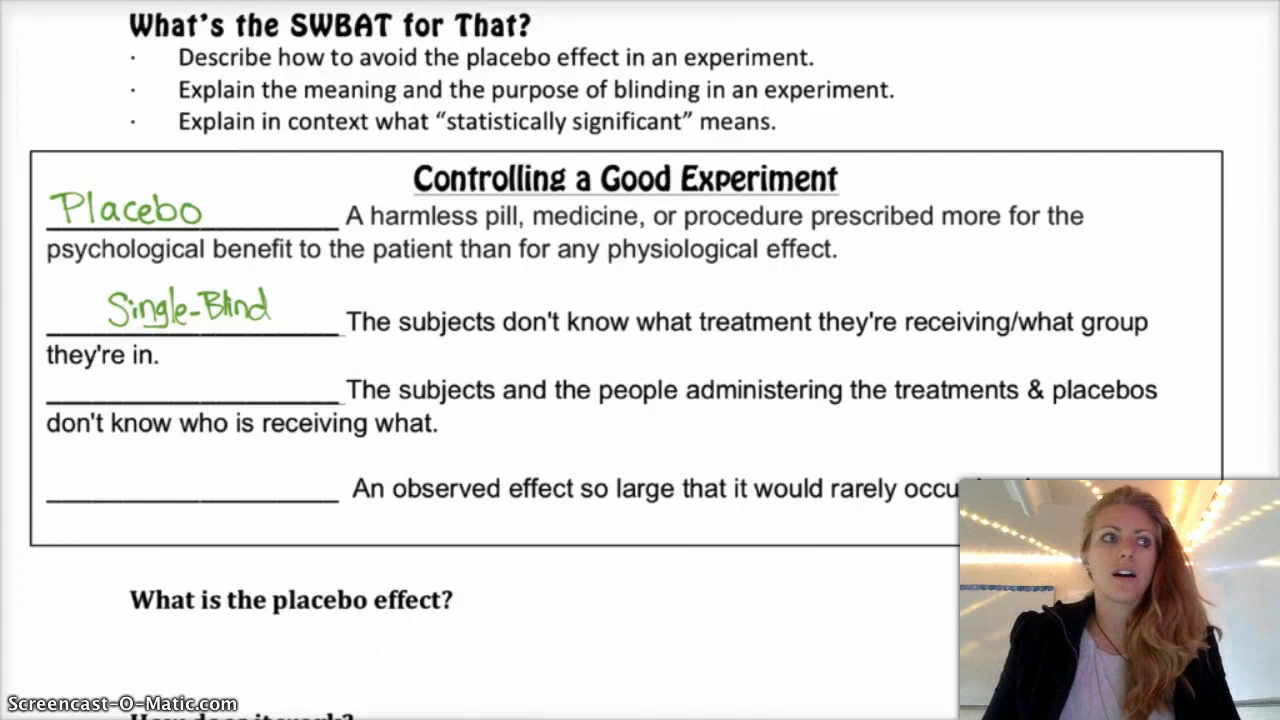 What's the SWBAT for That?
· Describe how to avoid the placebo effect in an experiment.
· Explain the meaning and the purpose of blinding in an experiment.
· Explain in context what “statistically significant” means.
Controlling a Good Experiment
Placebo A harmless pill, medicine, or procedure prescribed more for the
psychological benefit to the patient than for any physiological effect.
Single-Blind The subjects don't know what treatment they're receiving/what group
they're in.
____________________ The subjects and the people administering the treatments & placebos
don't know who is receiving what.
____________________ An observed effect so large that it would rarely
What is the placebo effect?
Screencast-O-Matic.com